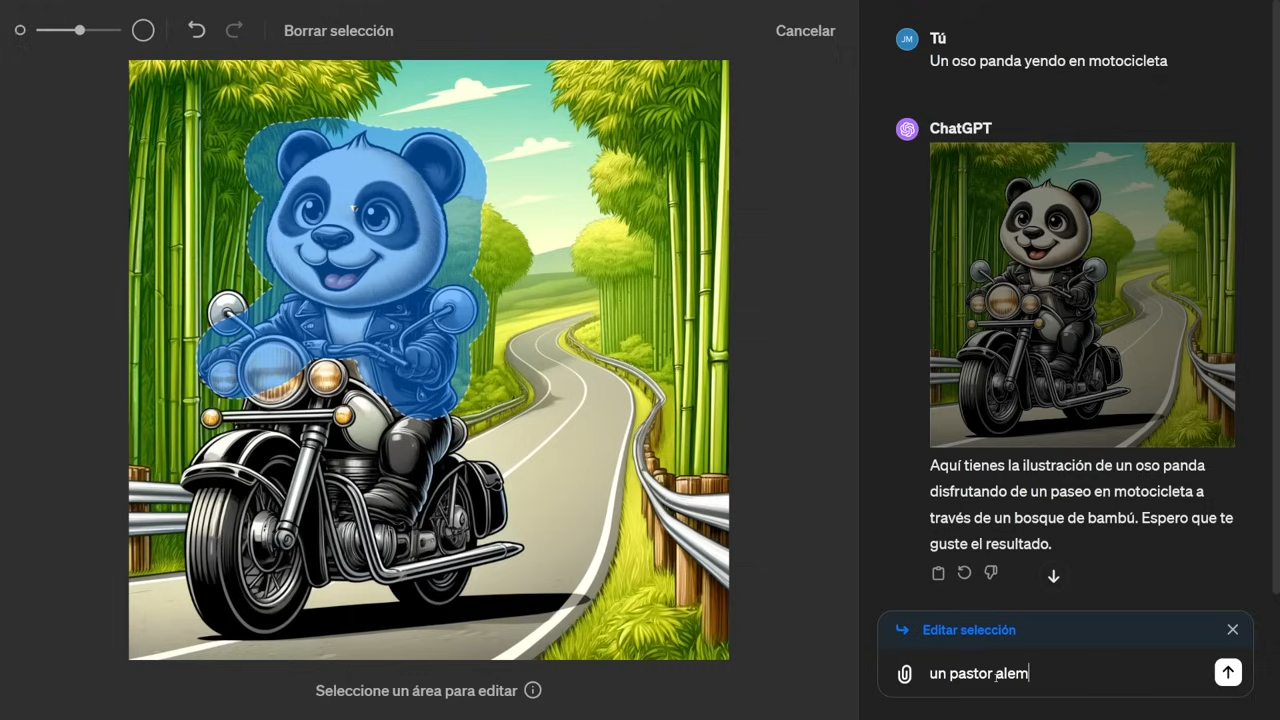 Borrar selección
Cancelar
Seleccione un área para editar
JM
Tú
Un oso panda yendo en motocicleta
ChatGPT
Aquí tienes la ilustración de un oso panda
disfrutando de un paseo en motocicleta a
través de un bosque de bambú. Espero que te
guste el resultado.
Editar selección
un pastor alem